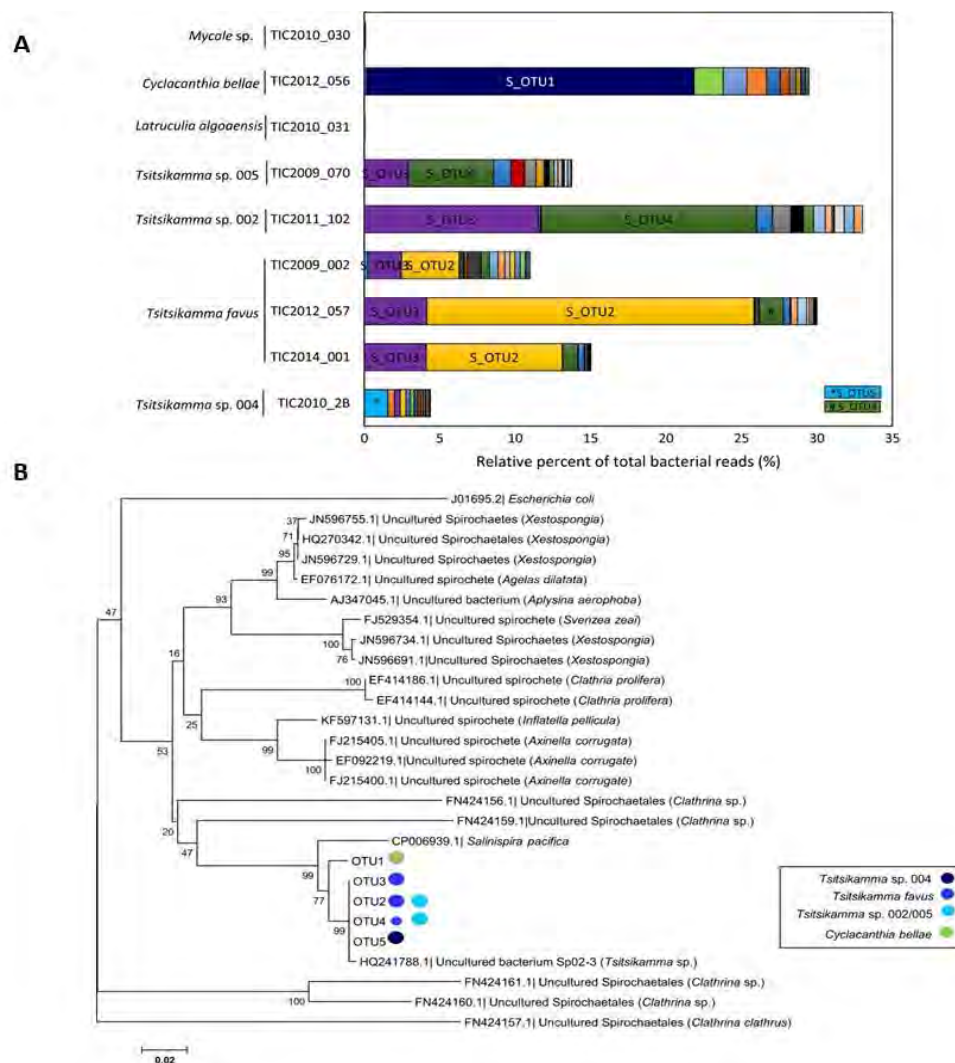 A
Mycale sp. TIC2010_030
Cyclacanthia bellae TIC2012_056
S_OTU1
Latruculia algoaensis TIC2010_031
Tsitsikamma sp. 005 TIC2009_070
Tsitsikamma sp. 002 TIC2011_102
S_OTU4
TIC2009_002
S_OTU2
Tsitsikamma favus TIC2012_057
S_OTU3 S_OTU2 #
TIC2014_001
S_OTU3 S_OTU2
Tsitsikamma sp. 004 TIC2010_2B
*
*S_OTU5
# S_OTU4
0 5 10 15 20 25 30 35
Relative percent of total bacterial reads (%)
B
J01695.2| Escherichia coli
37 JN596755.1| Uncultured Spirochaetes (Xestospongia)
71 HQ270342.1| Uncultured Spirochaetales (Xestospongia)
95 JN596729.1| Uncultured Spirochaetes (Xestospongia)
99 EF076172.1| Uncultured spirochete (Agelas dilatata)
93 AJ347045.1| Uncultured bacterium (Aplysina aerophoba)
47 FJ529354.1| Uncultured spirochete (Svenzea zeai)
100 JN596734.1| Uncultured Spirochaetes (Xestospongia)
16 76 JN596691.1|Uncultured Spirochaetes (Xestospongia)
100 EF414186.1| Uncultured spirochete (Clathria prolifera)
EF414144.1| Uncultured spirochete (Clathria prolifera)
25 KF597131.1| Uncultured spirochete (Inflatella pellicula)
53 99 FJ215405.1| Uncultured spirochete (Axinella corrugata)
EF092219.1|Uncultured spirochete (Axinella corrugate)
100 FJ215400.1| Uncultured spirochete (Axinella corrugate)
FN424156.1| Uncultured Spirochaetales (Clathrina sp.)
20 FN424159.1|Uncultured Spirochaetales (Clathrina sp.)
47 CP006939.1| Salinispira pacifica
99 OTU1
OTU3
77 OTU2
OTU4
99 OTU5
HQ241788.1| Uncultured bacterium Sp02-3 (Tsitsikamma sp.)
FN424161.1| Uncultured Spirochaetales (Clathrina sp.)
100 FN424160.1| Uncultured Spirochaetales (Clathrina sp.)
FN424157.1| Uncultured Spirochaetales (Clathrina clathrus)
0.02
Tsitsikamma sp. 004
Tsitsikamma favus
Tsitsikamma sp. 002/005
Cyclacanthia bellae